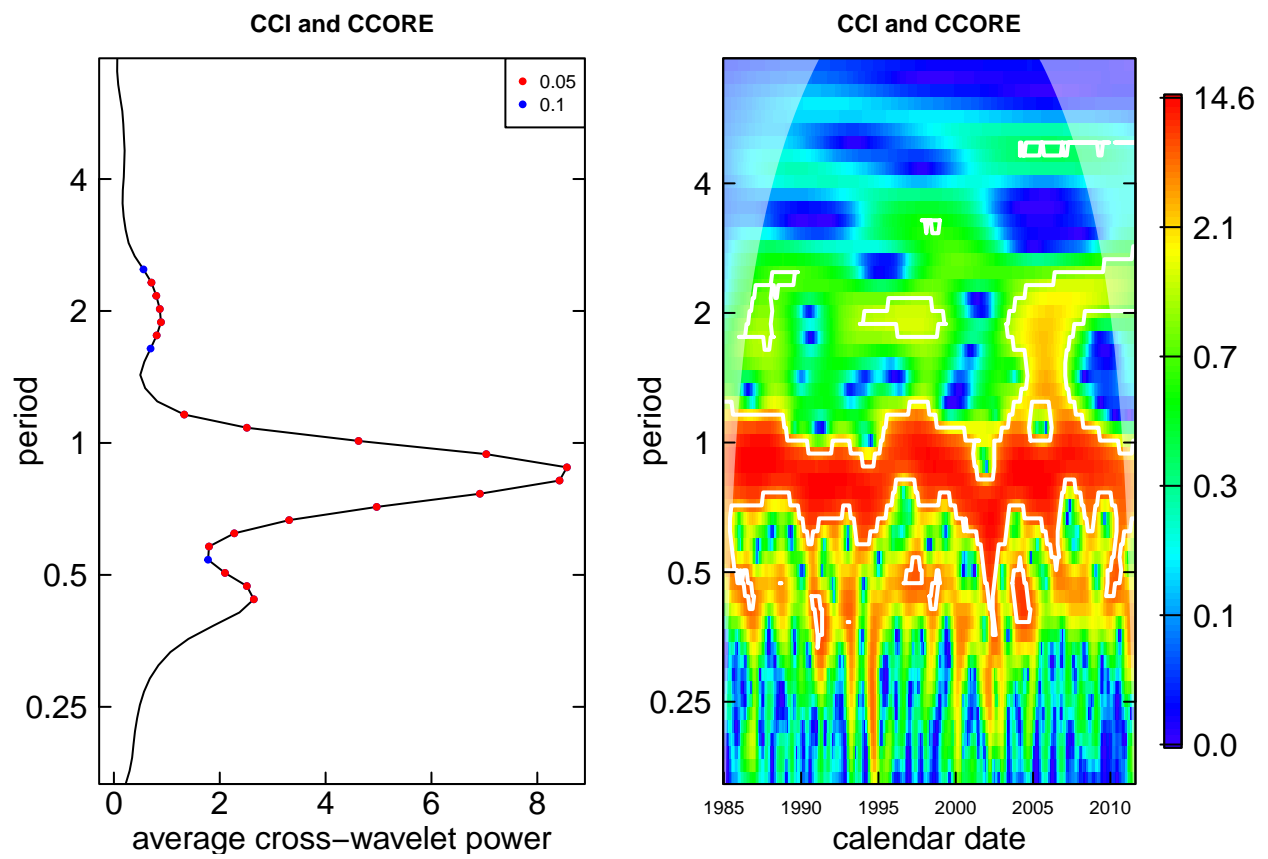 CCI and CCORE
0.05
0.1
period
4
2
1
0.5
0.25
0 2 4 6 8
average cross−wavelet power
CCI and CCORE
period
4
2
1
0.5
0.25
1985 1990 1995 2000 2005 2010
calendar date
14.6
2.1
0.7
0.3
0.1
0.0